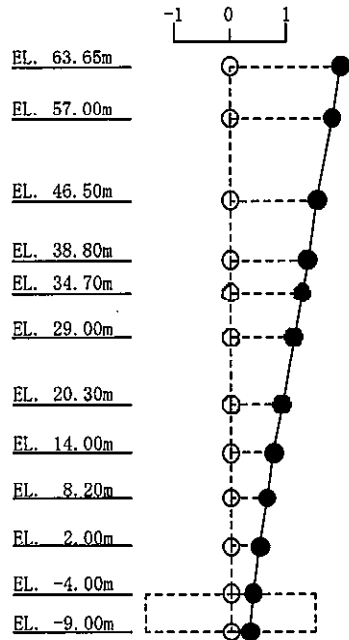 -1 0 1
EL. 63.65m
EL. 57.00m
EL. 46.50m
EL. 38.80m
EL. 34.70m
EL. 29.00m
EL. 20.30m
EL. 14.00m
EL. 8.20m
EL. 2.00m
EL. -4.00m
EL. -9.00m